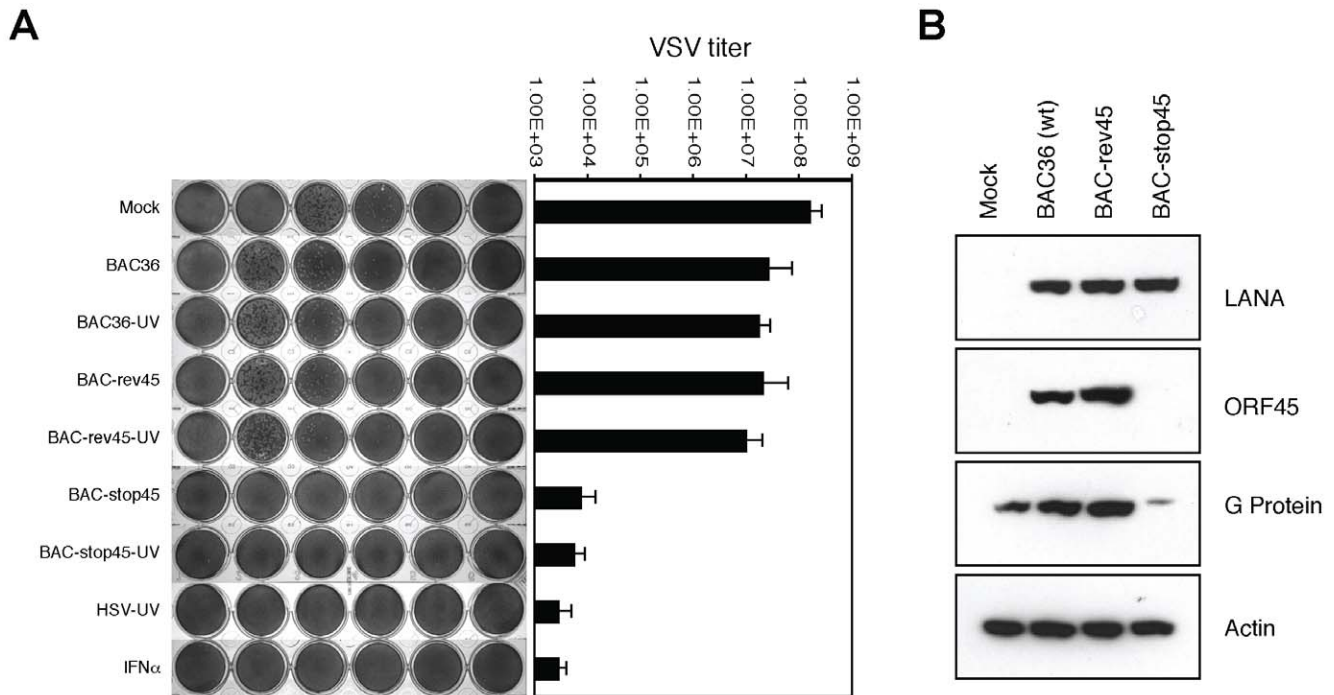 A
VSV titer
1.00E+03
1.00E+04
1.00E+05
1.00E+06
1.00E+07
1.00E+08
1.00E+09
Mock
BAC36
BAC36-UV
BAC-rev45
BAC-rev45-UV
BAC-stop45
BAC-stop45-UV
HSV-UV
IFNα
B
Mock
BAC36 (wt)
BAC-rev45
BAC-stop45
LANA
ORF45
G Protein
Actin